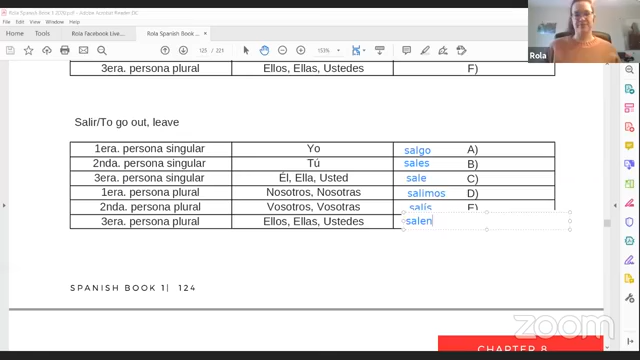 Rola Spanish Book 4 2020.pdf - Adobe Acrobat Reader DC
File Edit View Window Help
Rola Facebook Live...
Rola Spanish Book ... ×
125 / 221
153%
Rola
3era. persona plural Ellos, Ellas, Ustedes F)
Salir/To go out, leave
1era. persona singular Yo salgo A)
2nda. persona singular Tú sales B)
3era. persona singular Él, Ella, Usted sale C)
1era. persona plural Nosotros, Nosotras salimos D)
2nda. persona plural Vosotros, Vosotras salís E)
3era. persona plural Ellos, Ellas, Ustedes salen
SPANISH BOOK 1| 124
zoom
CHAPTER 8